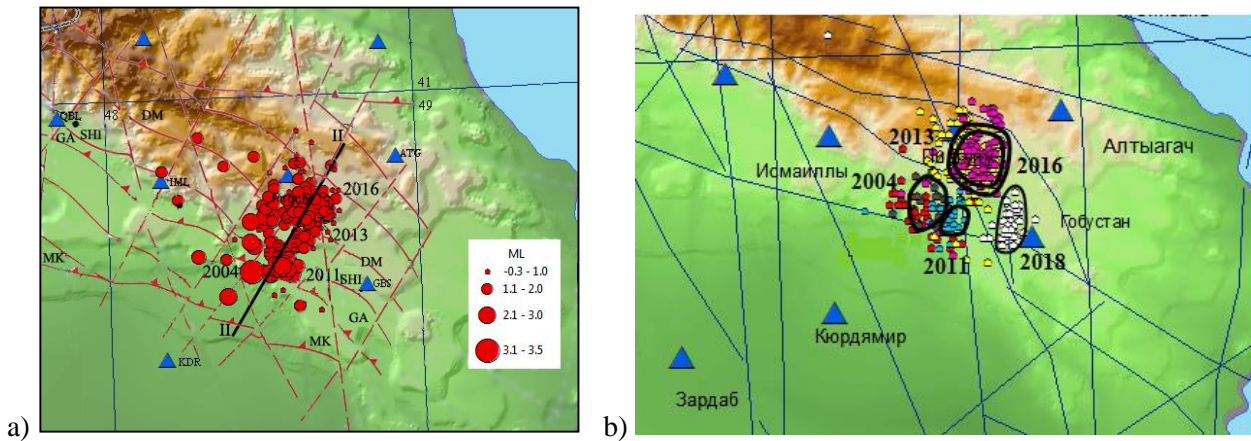 41
49
48
QBL
SHI
GA
DM
II
ATG
IML
2016
2013
2004
2011
DM
SHI
GBS
MK
GA
II
MK
KDR
ML
-0.3 - 1.0
1.1 - 2.0
2.1 - 3.0
3.1 - 3.5
a)
2013
Алтыагач
2016
Исмаиллы
2004
Гобустан
2011
2018
Кюрдямир
Зардаб
b)